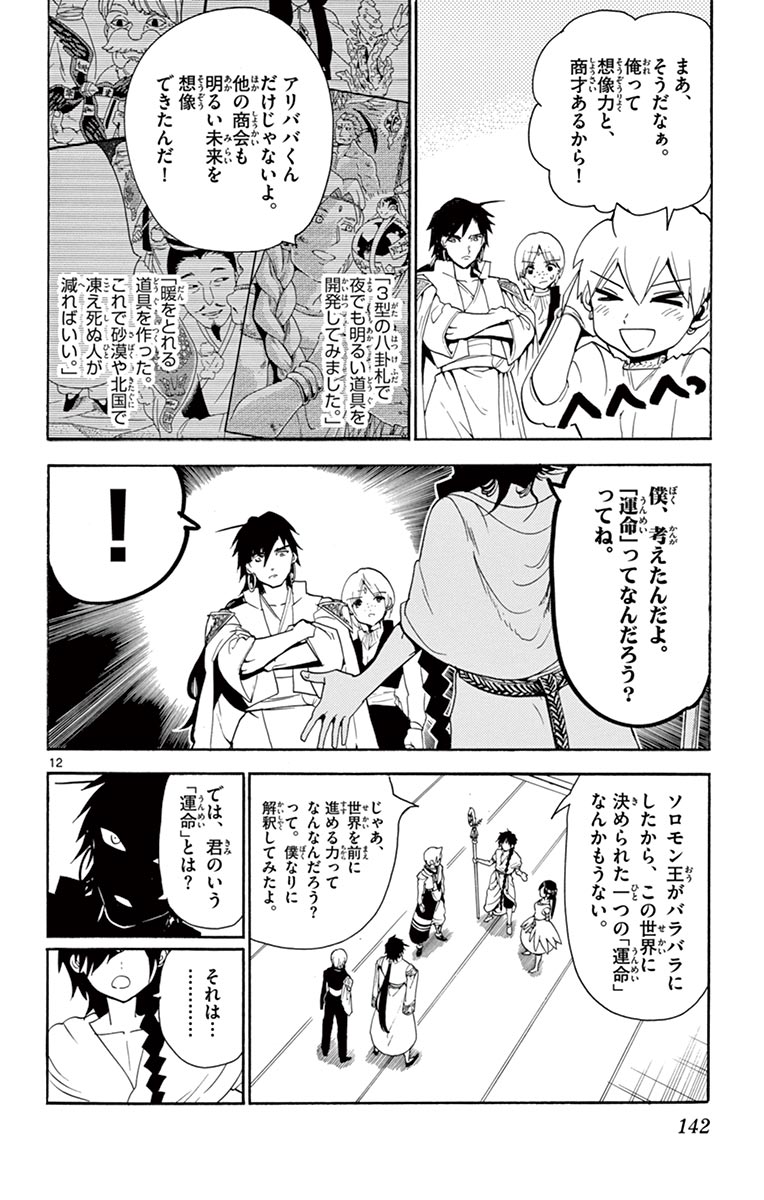 まあ、
そうだなぁ。
俺って
想像力と、
商才あるから！
へへへっ
アリババくん
だけじゃないよ。
他の商会も
明るい未来を
想像
できたんだ！
「3型の八卦札で
夜でも明るい道具を
開発してみました。」
「暖をとれる
道具を作った。
これで砂漠や北国で
凍え死ぬ人が
減ればいい。」
僕、考えたんだよ。
「運命」ってなんだろう？
ってね。
！
ソロモン王がバラバラに
したから、この世界に
決められた一つの「運命」
なんかもうない。
じゃあ、
世界を前に
進める力って
なんなんだろう？
って。僕なりに
解釈してみたよ。
では、君のいう
「運命」とは？
それは…
…………
12
142